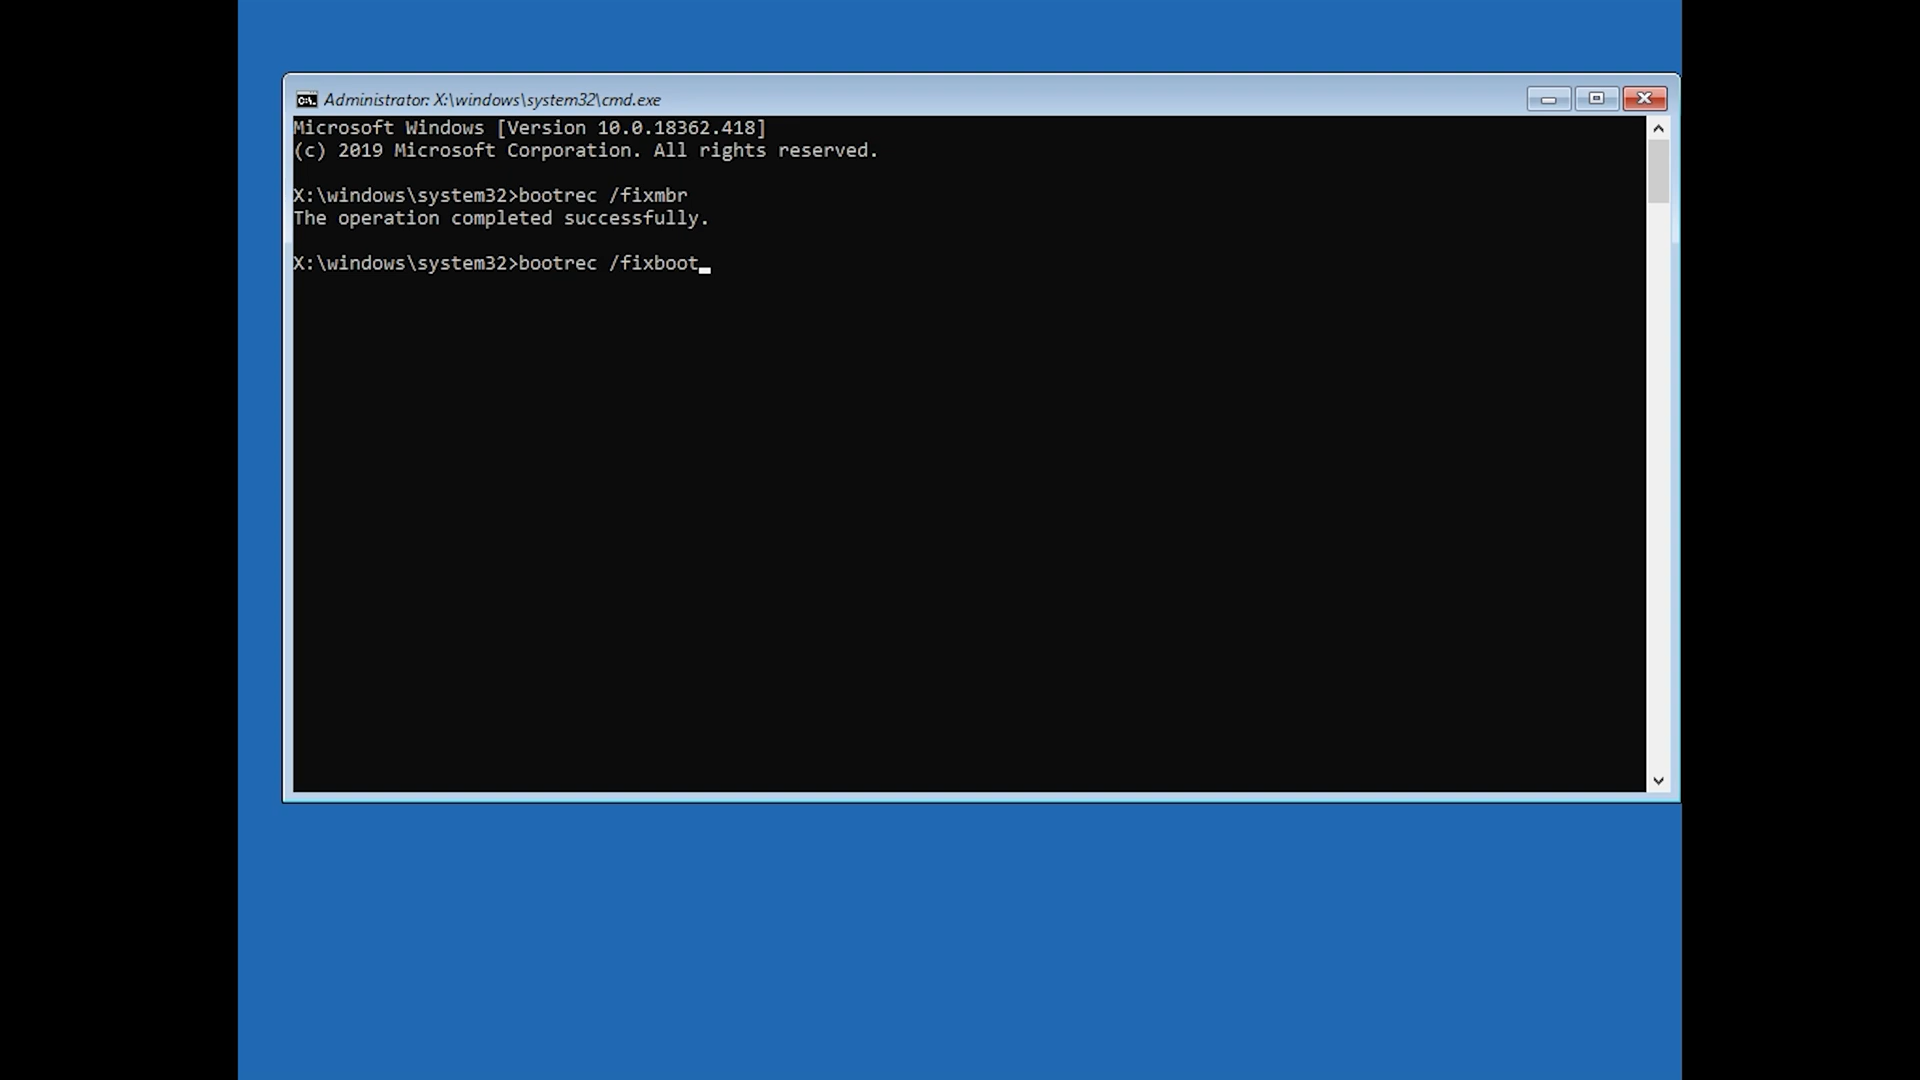 Administrator: X:\windows\system32\cmd.exe
Microsoft Windows [Version 10.0.18362.418]
(c) 2019 Microsoft Corporation. All rights reserved.
X:\windows\system32>bootrec /fixmbr
The operation completed successfully.
X:\windows\system32>bootrec /fixboot